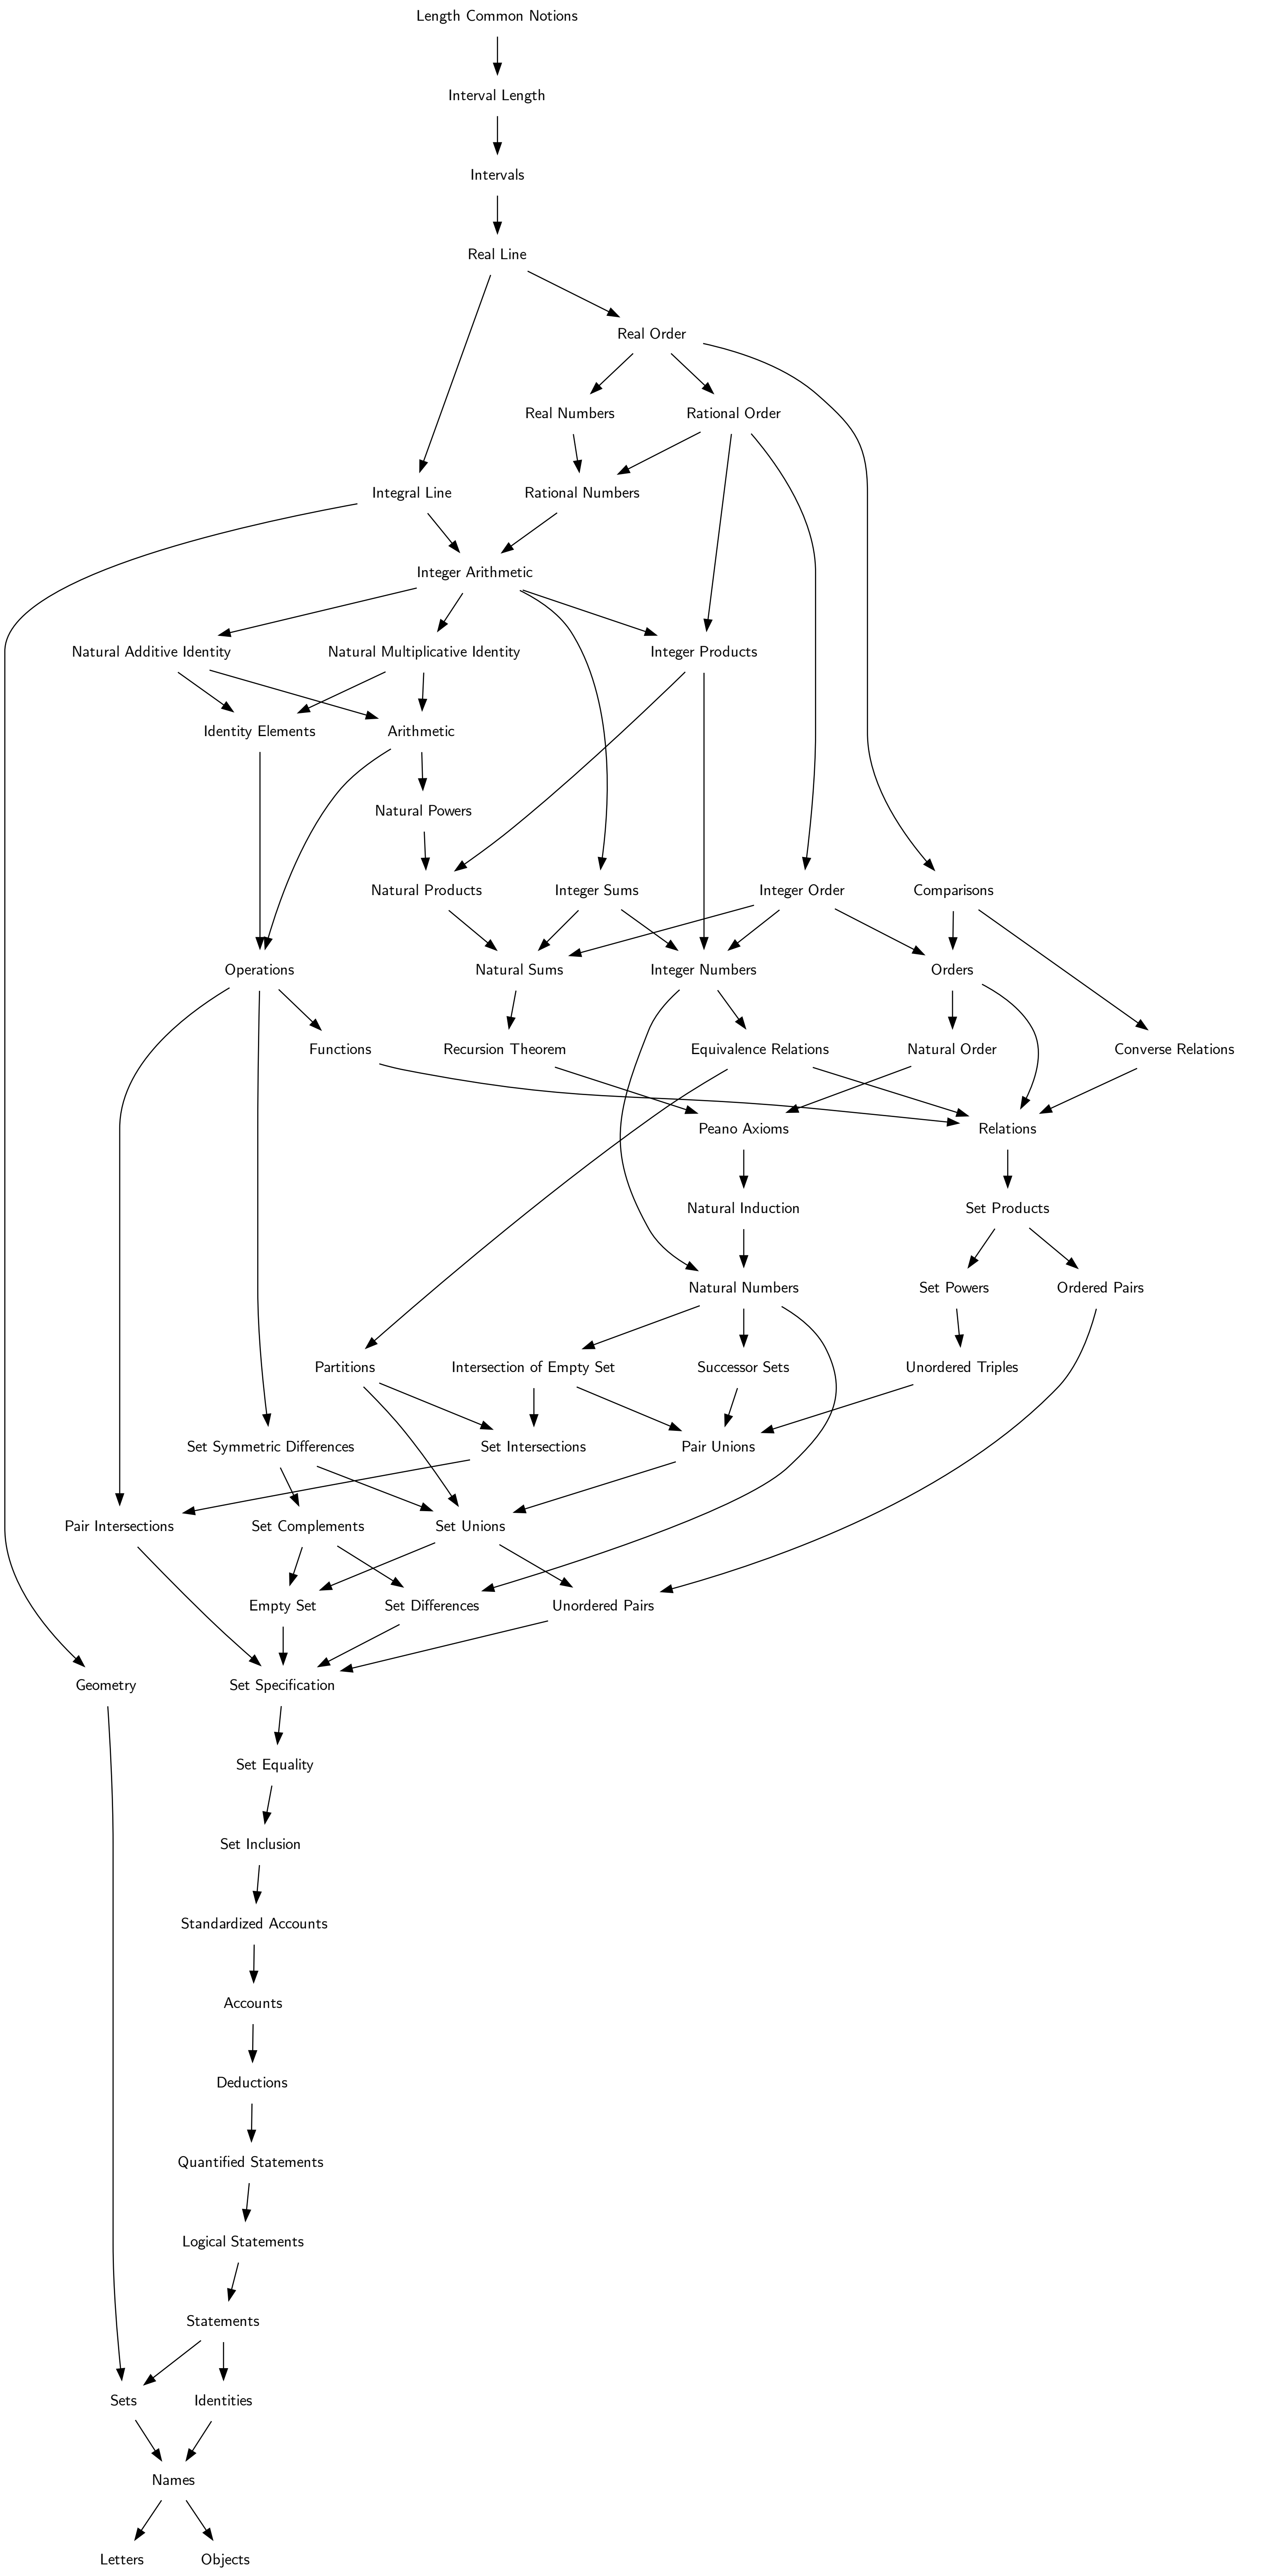 Length Common Notions
Interval Length
Intervals
Real Line
Real Order
Real Numbers
Rational Order
Integral Line
Rational Numbers
Integer Arithmetic
Natural Additive Identity
Natural Multiplicative Identity
Integer Products
Identity Elements
Arithmetic
Natural Powers
Natural Products
Integer Sums
Integer Order
Comparisons
Operations
Natural Sums
Integer Numbers
Orders
Functions
Recursion Theorem
Equivalence Relations
Natural Order
Converse Relations
Peano Axioms
Relations
Natural Induction
Set Products
Natural Numbers
Set Powers
Ordered Pairs
Partitions
Intersection of Empty Set
Successor Sets
Unordered Triples
Set Symmetric Differences
Set Intersections
Pair Unions
Pair Intersections
Set Complements
Set Unions
Empty Set
Set Differences
Unordered Pairs
Geometry
Set Specification
Set Equality
Set Inclusion
Standardized Accounts
Accounts
Deductions
Quantified Statements
Logical Statements
Statements
Sets
Identities
Names
Letters
Objects